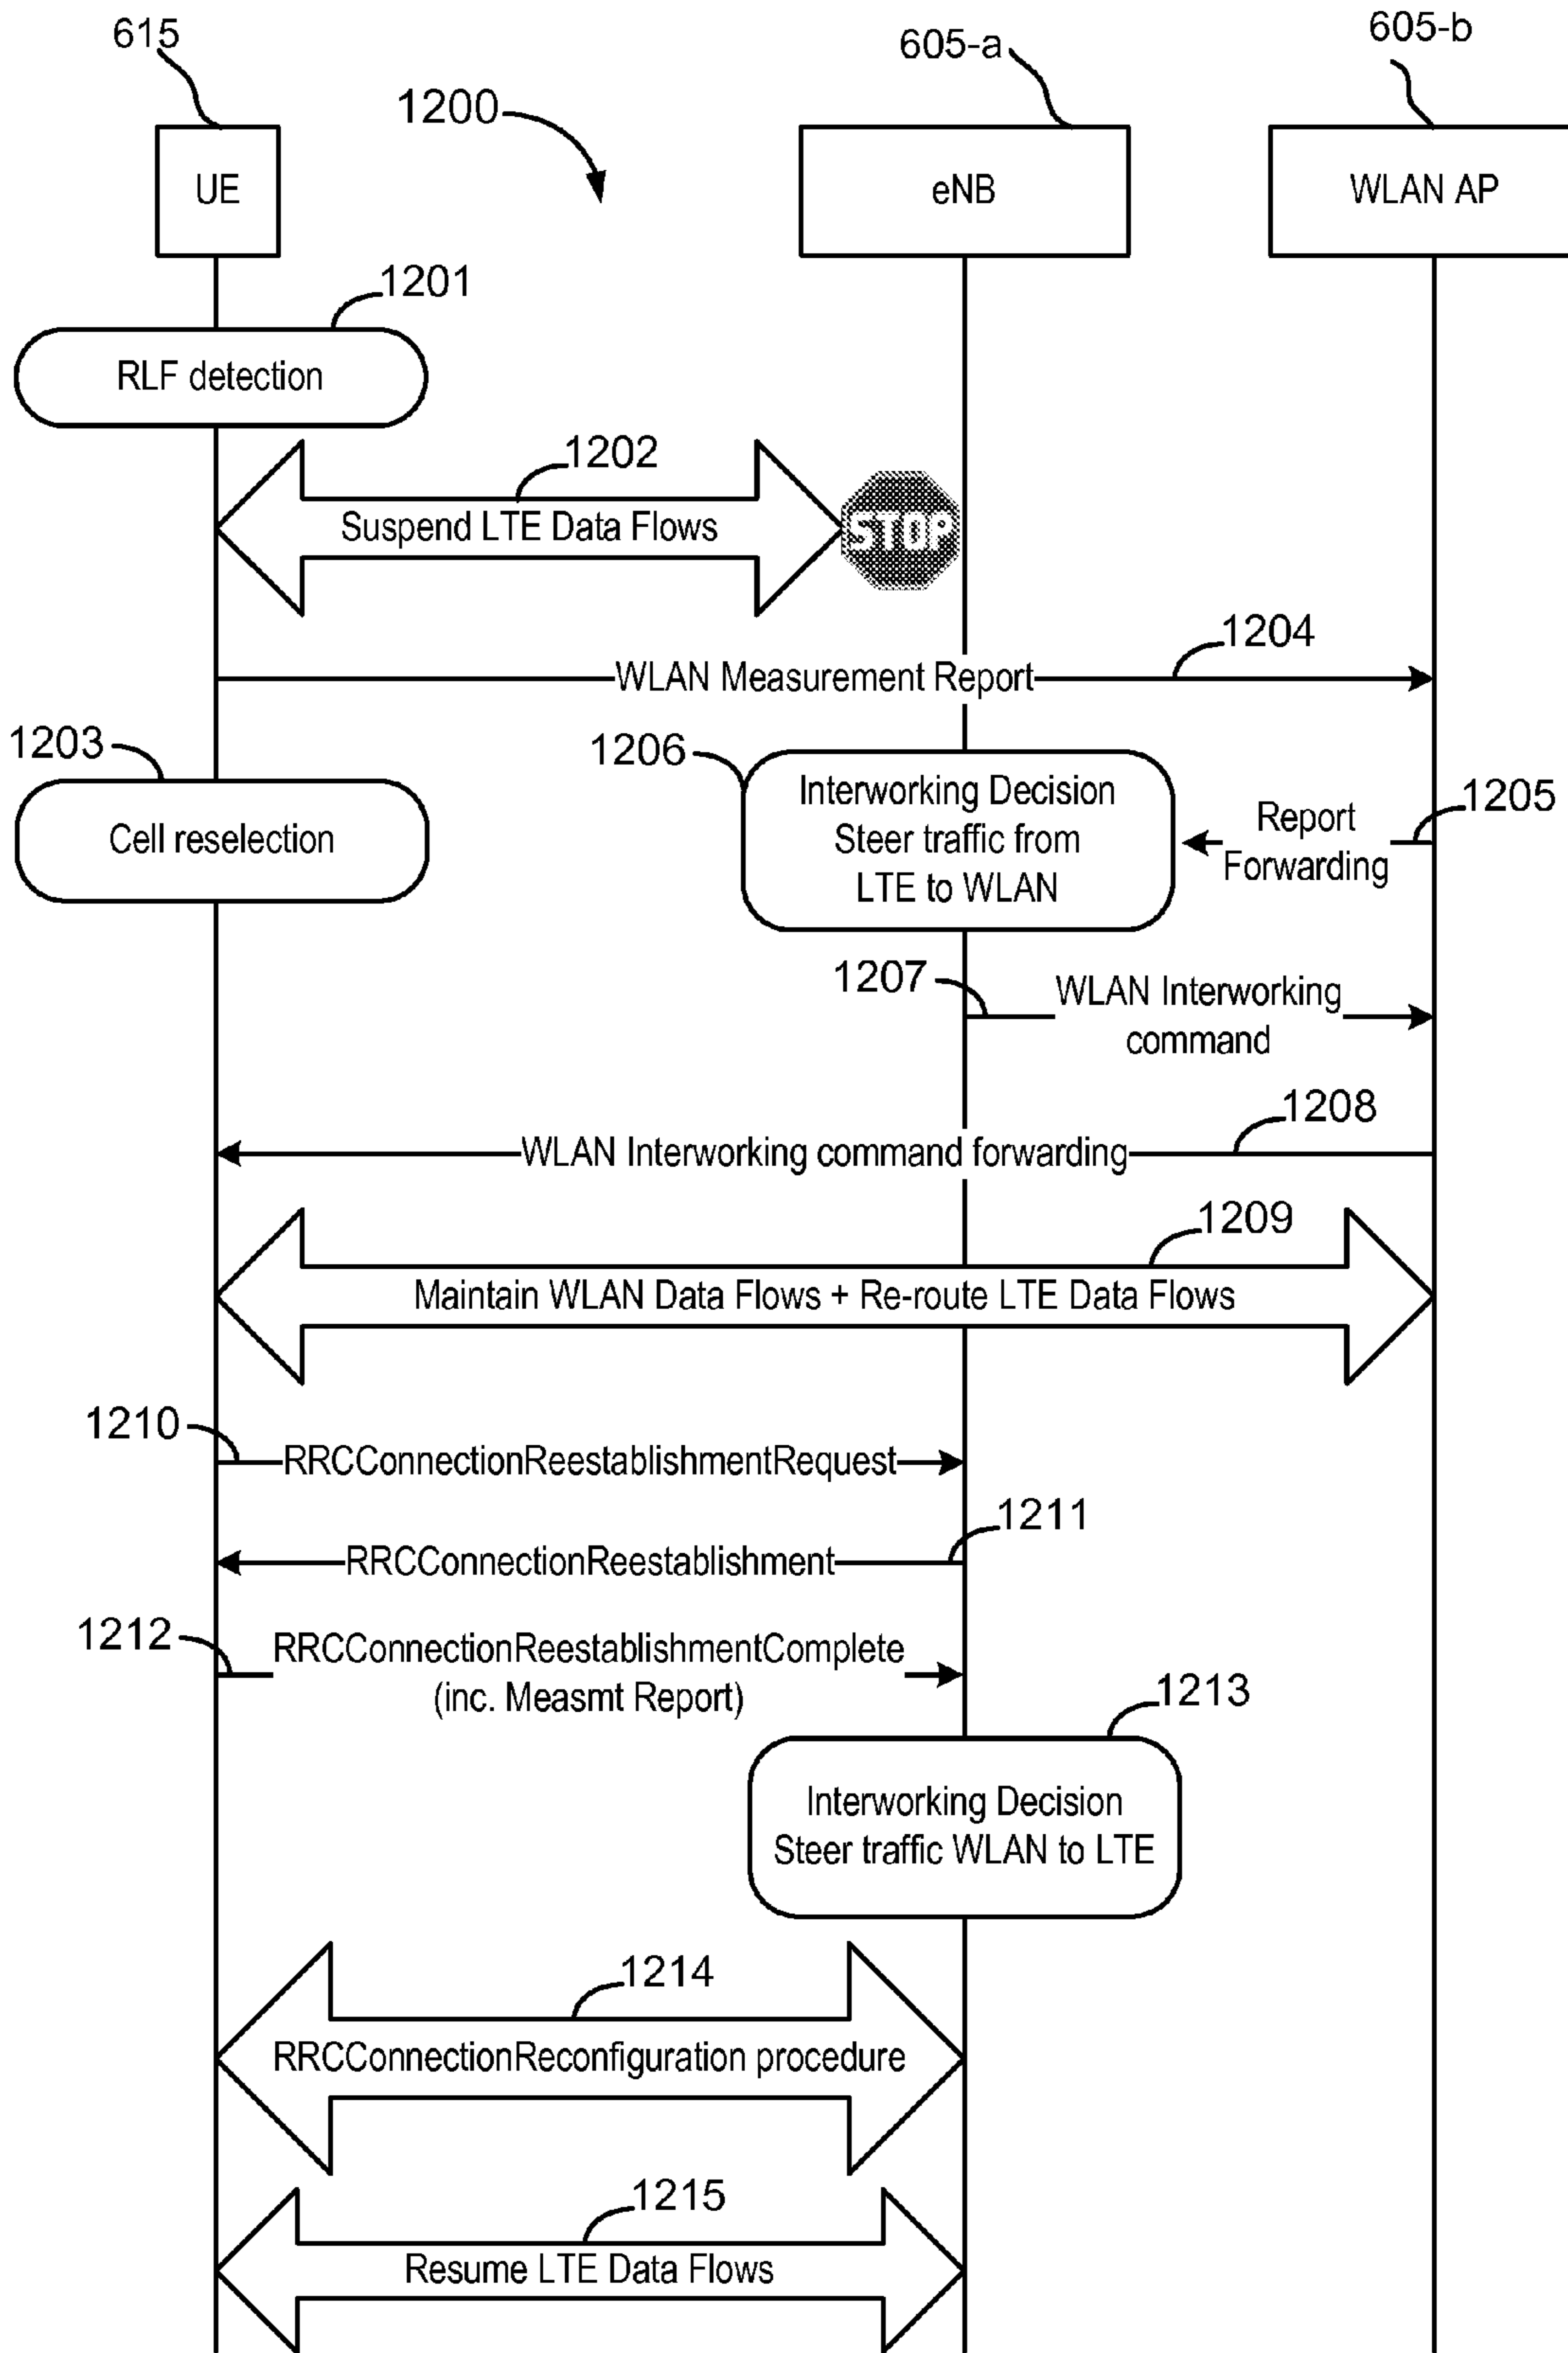 615
605-a
605-b
1200
UE
eNB
WLAN AP
1201
RLF detection
1202
Suspend LTE Data Flows
STOP
1204
WLAN Measurement Report
1203
Cell reselection
1206
Interworking Decision
Steer traffic from
LTE to WLAN
1205
Report
Forwarding
1207
WLAN Interworking
command
1208
WLAN Interworking command forwarding
1209
Maintain WLAN Data Flows + Re-route LTE Data Flows
1210
RRCConnectionReestablishmentRequest
1211
RRCConnectionReestablishment
1212
RRCConnectionReestablishmentComplete
(inc. Measmt Report)
1213
Interworking Decision
Steer traffic WLAN to LTE
1214
RRCConnectionReconfiguration procedure
1215
Resume LTE Data Flows